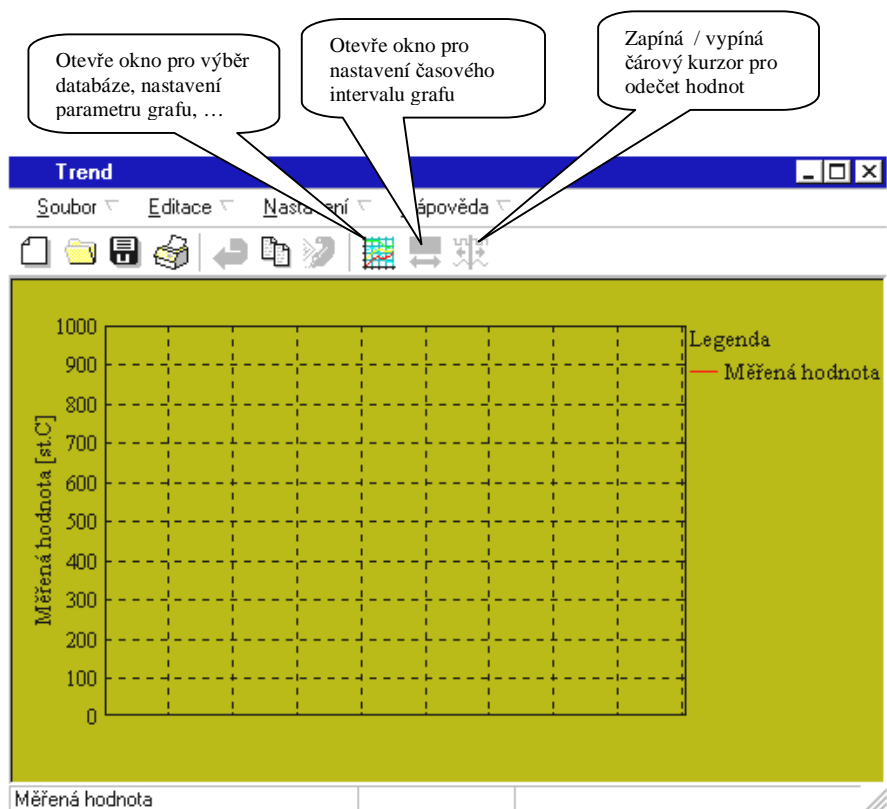 Otevře okno pro výběr
databáze, nastavení
parametru grafu, …
Otevře okno pro
nastavení časového
intervalu grafu
Zapíná / vypíná
čárový kurzor pro
odečet hodnot
Trend
Soubor Editace Nastavení ápověda
1000
900
800
700
600
500
400
300
200
100
0
Měřená hodnota [st.C]
Legenda
Měřená hodnota
Měřená hodnota